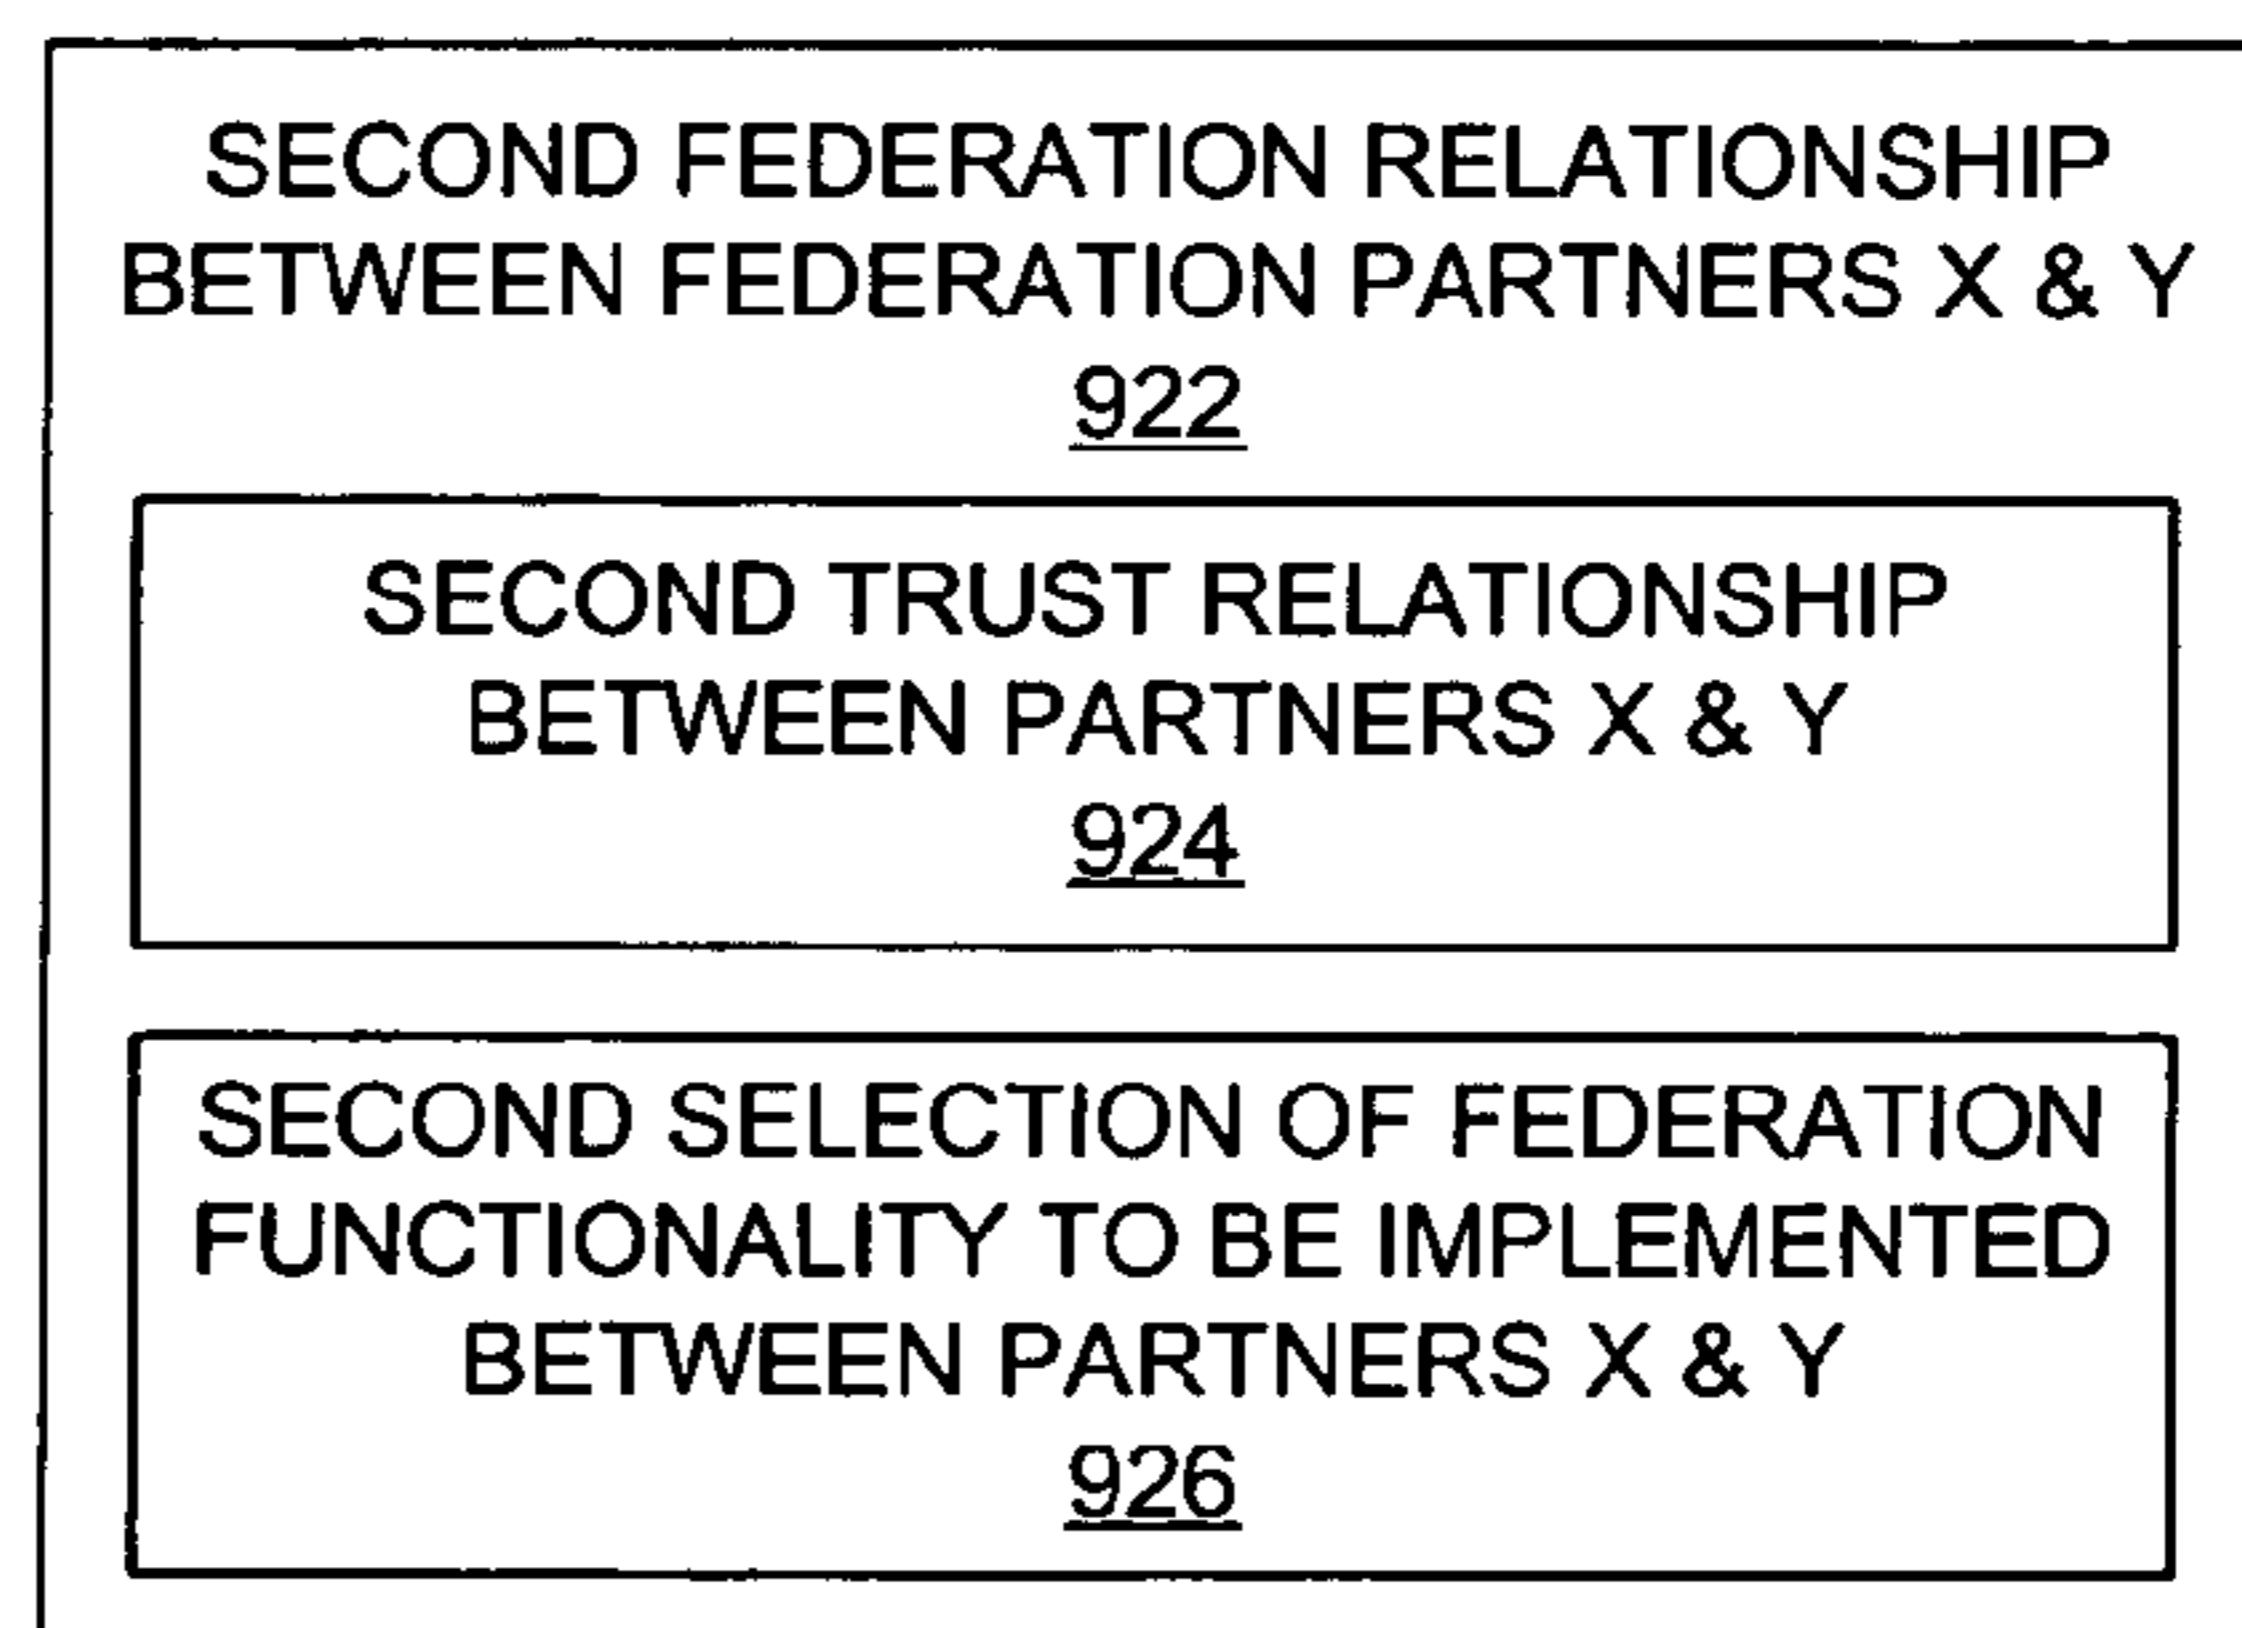 SECOND FEDERATION RELATIONSHIP
BETWEEN FEDERATION PARTNERS X & Y
922
SECOND TRUST RELATIONSHIP
BETWEEN PARTNERS X & Y
924
SECOND SELECTION OF FEDERATION
FUNCTIONALITY TO BE IMPLEMENTED
BETWEEN PARTNERS X & Y
926